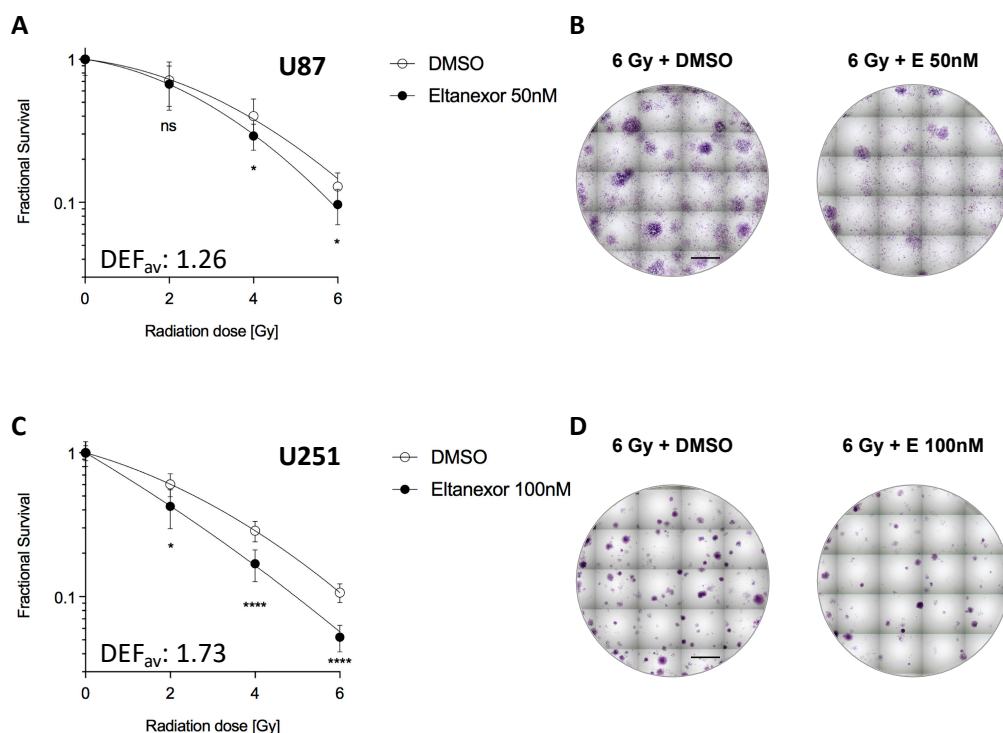 A
U87
DMSO
Eltanexor 50nM
Fractional Survival
1
0.1
ns
*
*
DEFav: 1.26
0 2 4 6
Radiation dose [Gy]
B
6 Gy + DMSO
6 Gy + E 50nM
C
U251
DMSO
Eltanexor 100nM
Fractional Survival
1
0.1
*
****
****
DEFav: 1.73
0 2 4 6
Radiation dose [Gy]
D
6 Gy + DMSO
6 Gy + E 100nM